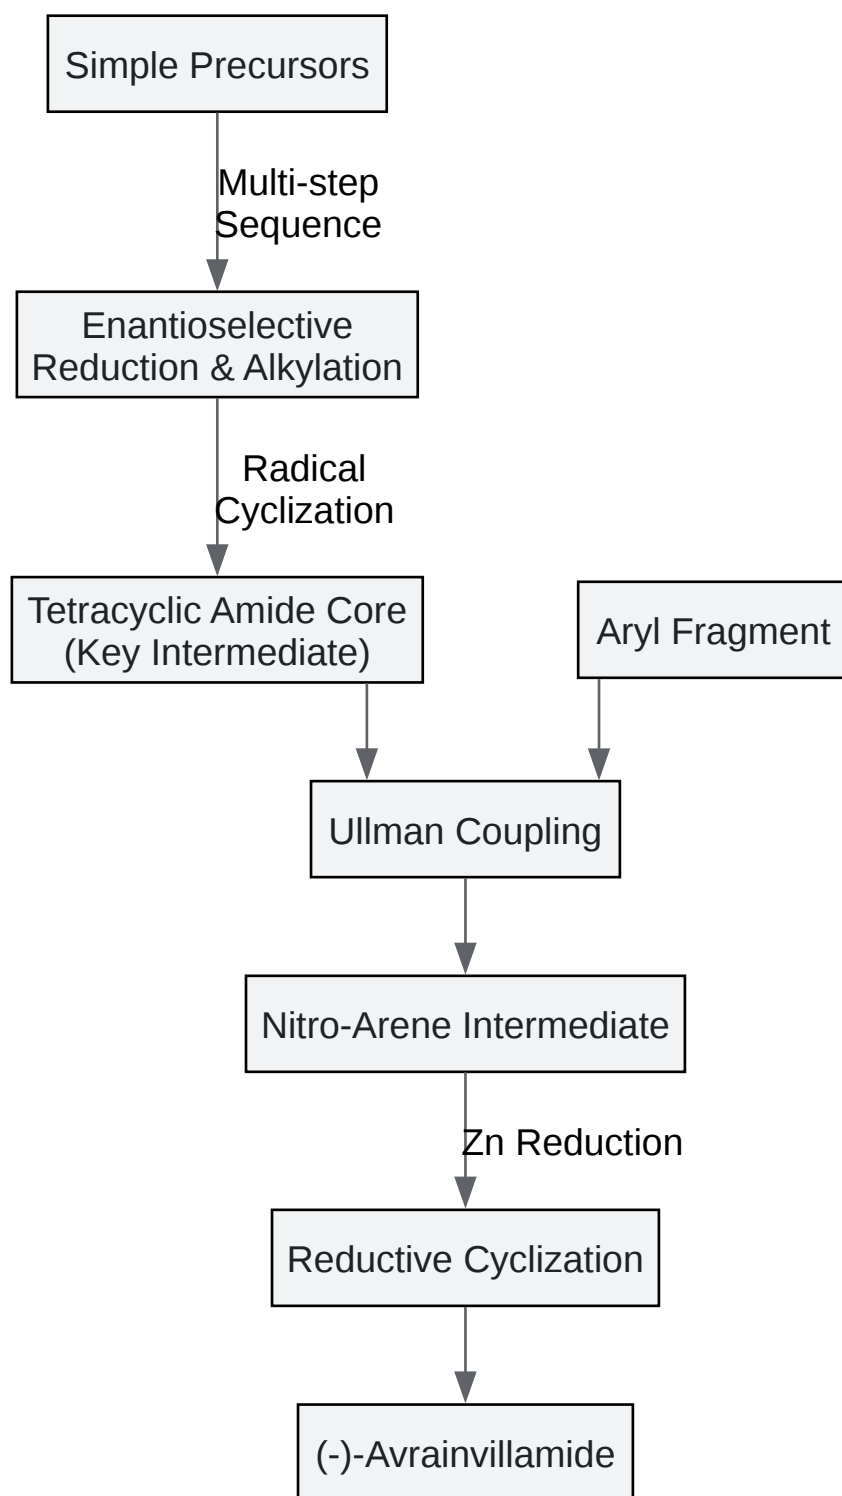 Simple Precursors
Multi-step
Sequence
Enantioselective
Reduction & Alkylation
Radical
Cyclization
Tetracyclic Amide Core
(Key Intermediate)
Aryl Fragment
Ullman Coupling
Nitro-Arene Intermediate
Zn Reduction
Reductive Cyclization
(-)-Avrainvillamide